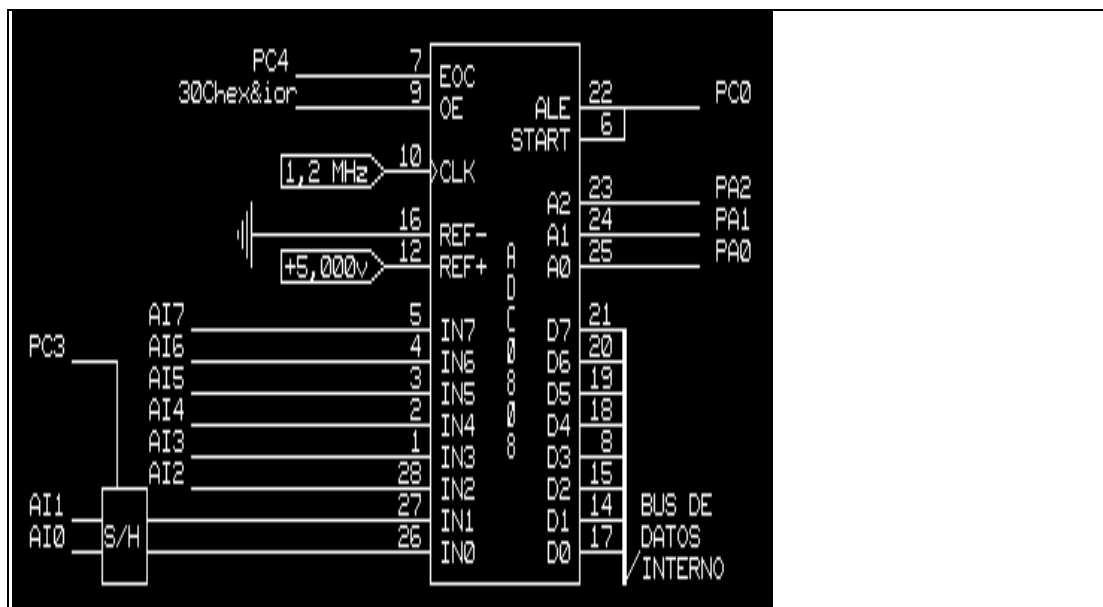 PC4 7 EOC
30Chex&ior 9 OE
ALE 22 PC0
START 6
1,2 MHz 10 CLK
A2 23 PA2
16 REF- A1 24 PA1
+5,000v 12 REF+ A0 25 PA0
ADC0808
AI7 5 IN7 D7 21
PC3 AI6 4 IN6 D6 20
AI5 3 IN5 D5 19
AI4 2 IN4 D4 18
AI3 1 IN3 D3 8
AI2 28 IN2 D2 15
AI1 27 IN1 D1 14 BUS DE
AI0 S/H 26 IN0 D0 17 DATOS
INTERNO